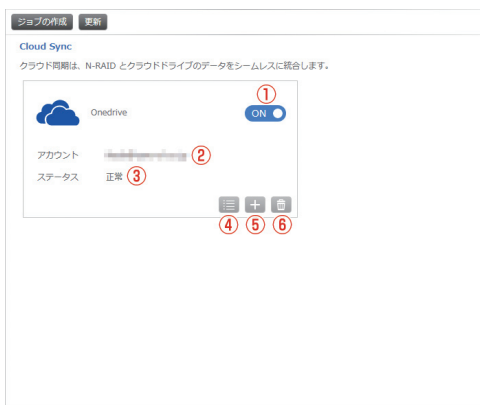 ジョブの作成 更新
Cloud Sync
クラウド同期は、N-RAID とクラウドドライブのデータをシームレスに統合します。
①
Onedrive ON
アカウント ②
ステータス 正常 ③
④ ⑤ ⑥